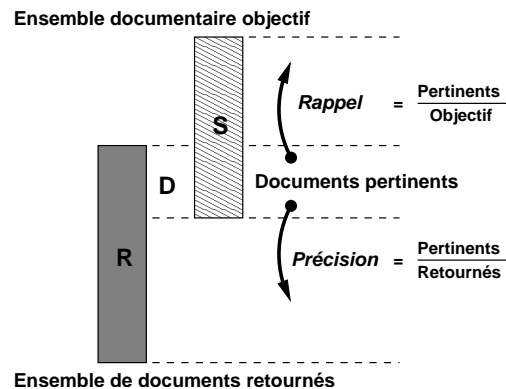 Ensemble documentaire objectif
S
Rappel = Pertinents
Objectif
D
Documents pertinents
R
Précision = Pertinents
Retournés
Ensemble de documents retournés